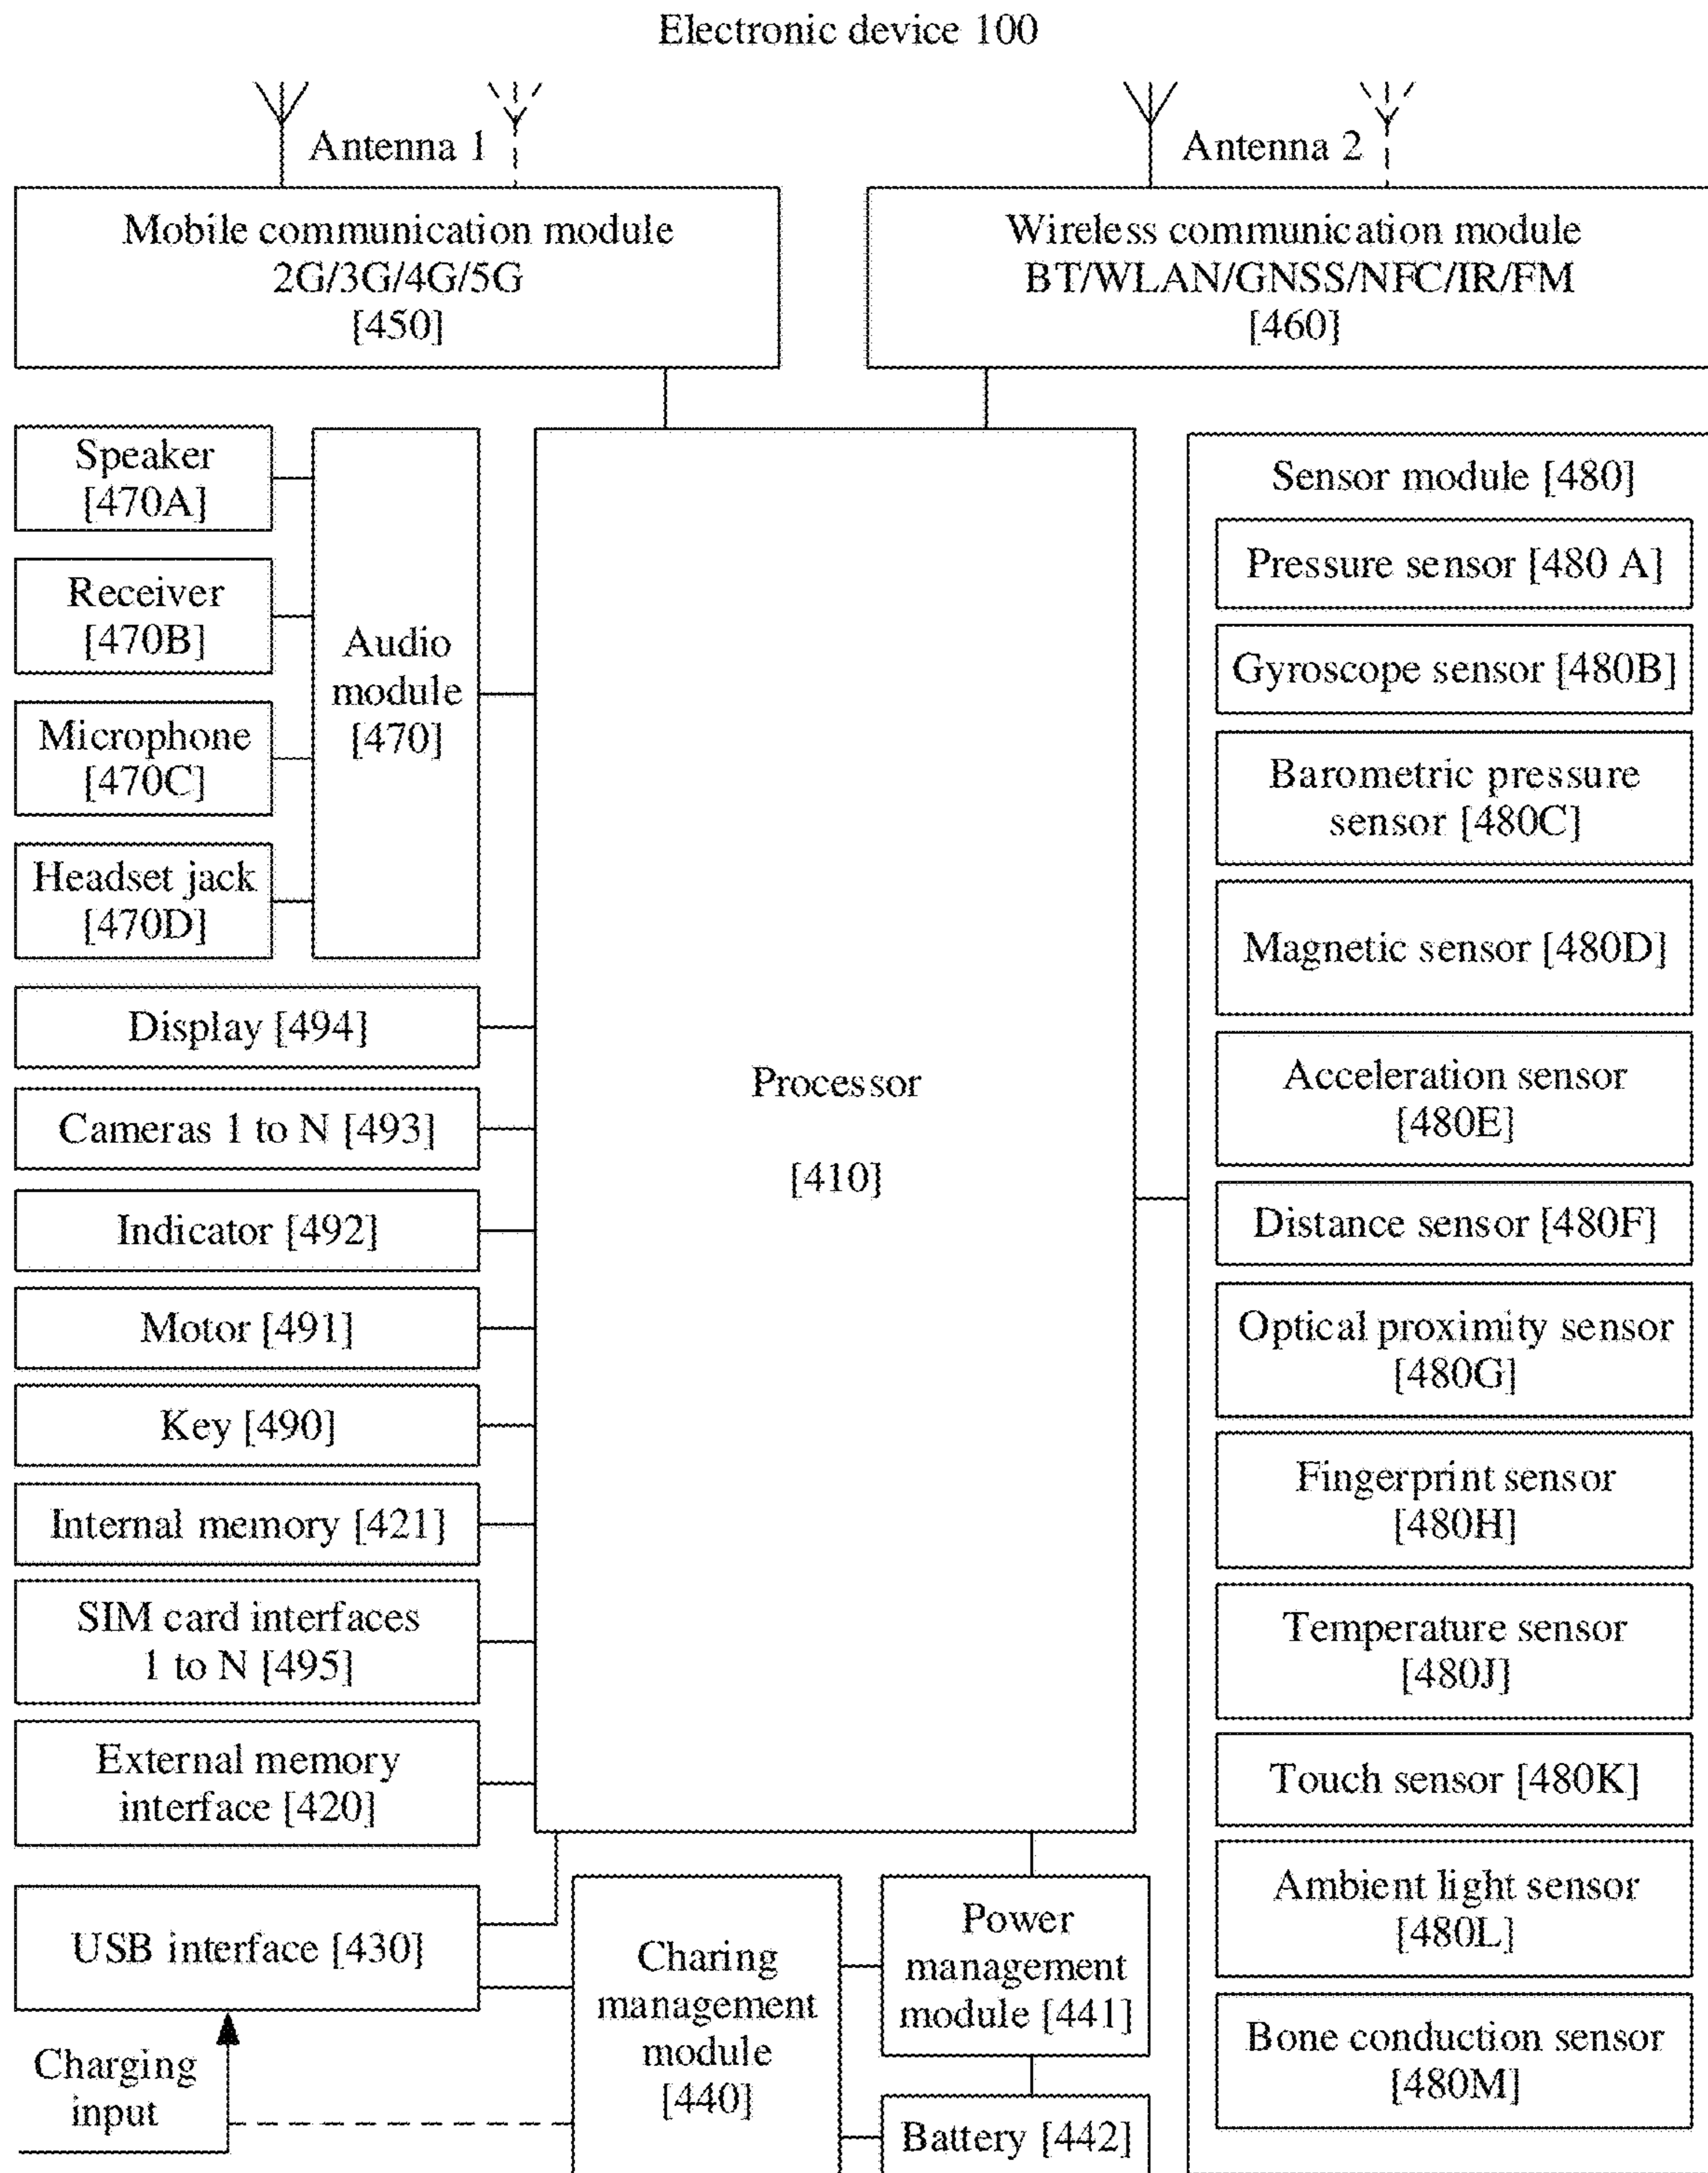 Electronic device 100
Antenna 1
Antenna 2
Mobile communication module
2G/3G/4G/5G
[450]
Wireless communication module
BT/WLAN/GNSS/NFC/IR/FM
[460]
Speaker
[470A]
Receiver
[470B]
Microphone
[470C]
Headset jack
[470D]
Audio
module
[470]
Display [494]
Cameras 1 to N [493]
Indicator [492]
Motor [491]
Key [490]
Internal memory [421]
SIM card interfaces
1 to N [495]
External memory
interface [420]
USB interface [430]
Charging
input
Processor
[410]
Charing
management
module
[440]
Power
management
module [441]
Battery [442]
Sensor module [480]
Pressure sensor [480 A]
Gyroscope sensor [480B]
Barometric pressure
sensor [480C]
Magnetic sensor [480D]
Acceleration sensor
[480E]
Distance sensor [480F]
Optical proximity sensor
[480G]
Fingerprint sensor
[480H]
Temperature sensor
[480J]
Touch sensor [480K]
Ambient light sensor
[480L]
Bone conduction sensor
[480M]